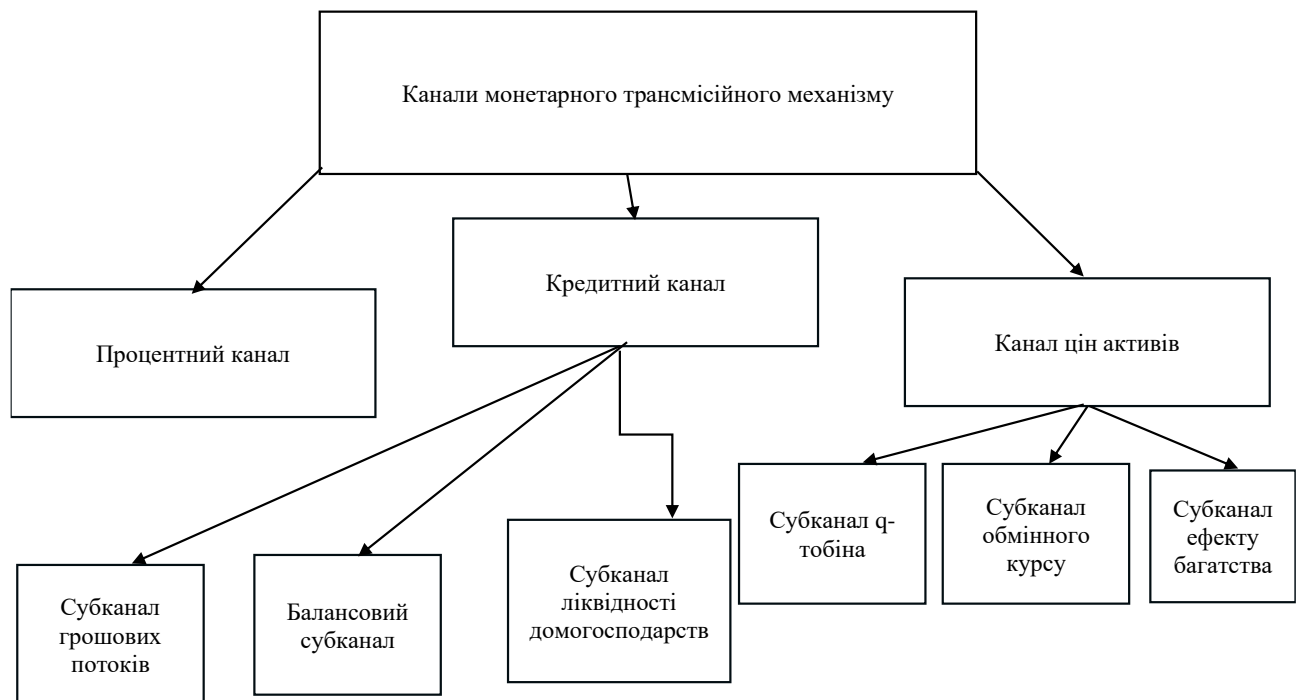 Канали монетарного трансмісійного механізму
Кредитний канал
Процентний канал
Канал цін активів
Субканал q-
тобіна
Субканал
обмінного
курсу
Субканал
ефекту
багатства
Субканал
грошових
потоків
Балансовий
субканал
Субканал
ліквідності
домогосподарств